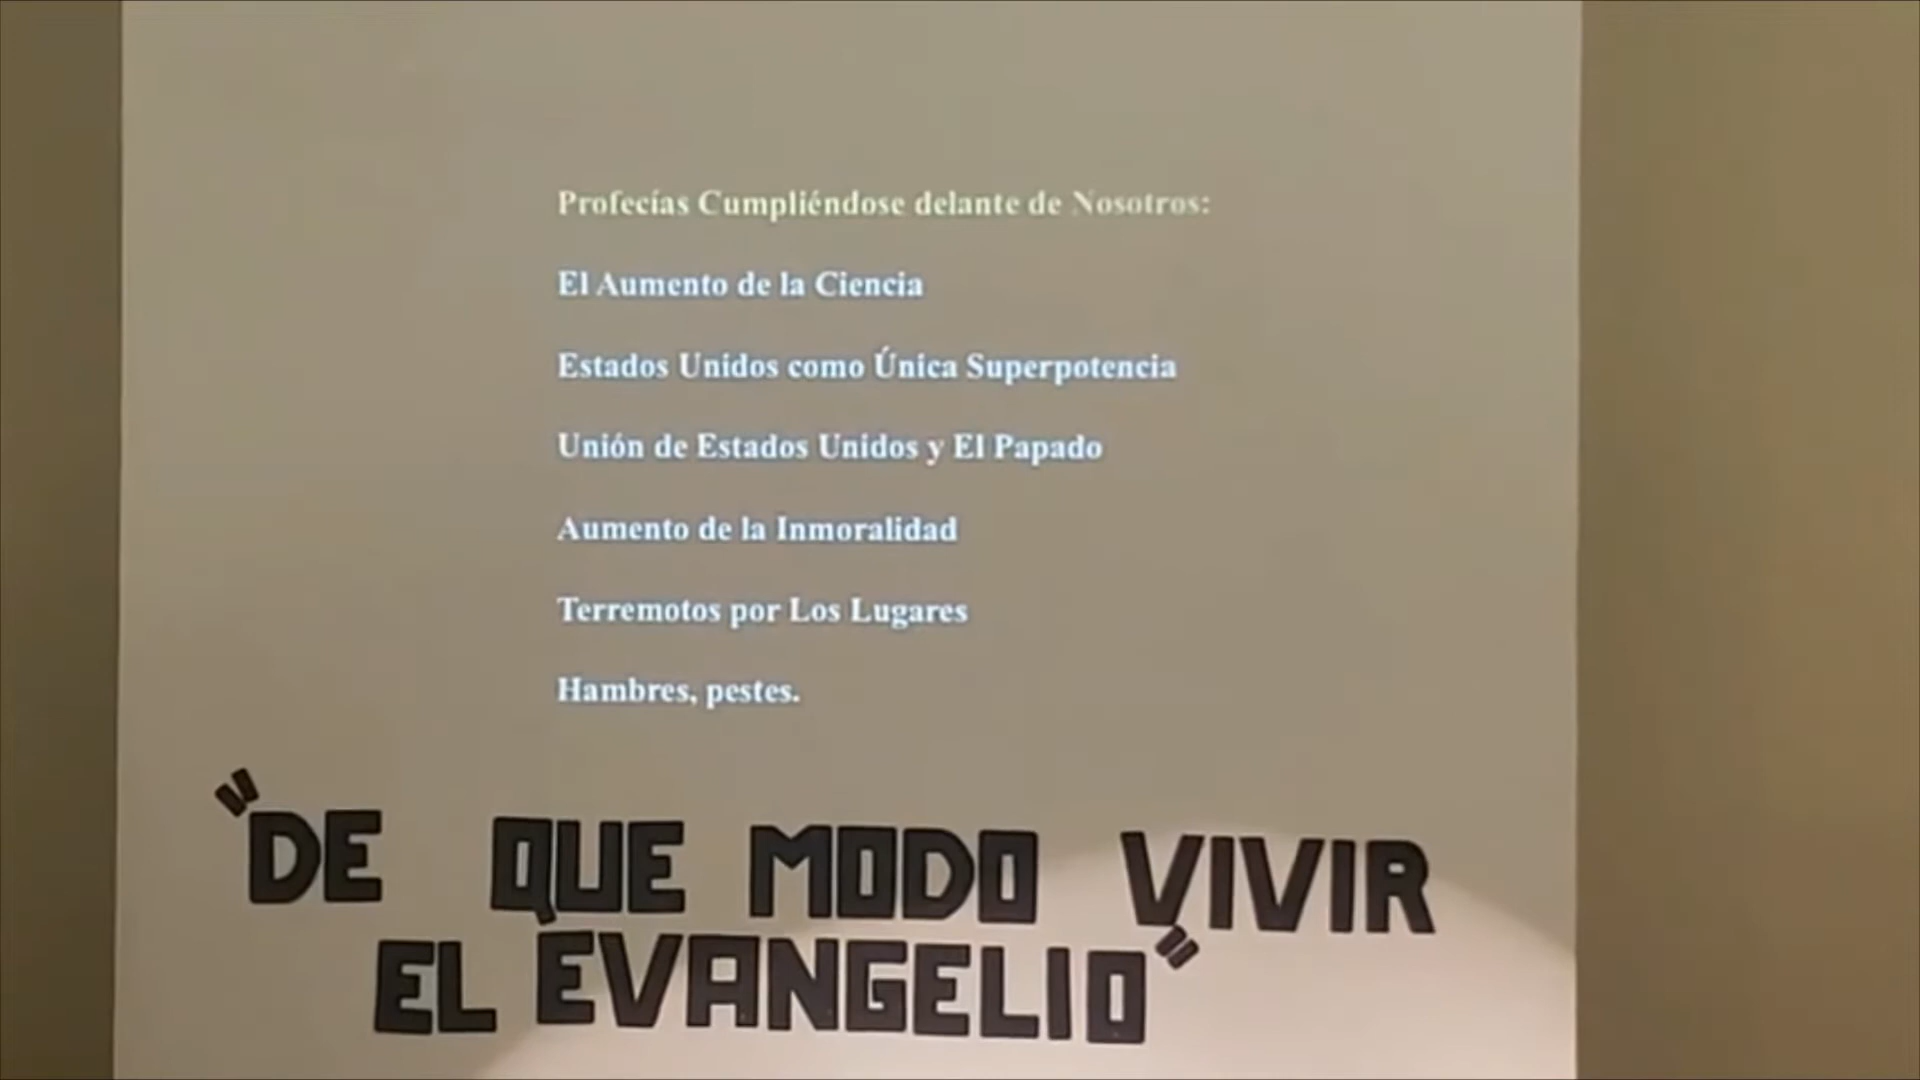 Profecías Cumpliéndose delante de Nosotros:
El Aumento de la Ciencia
Estados Unidos como Única Superpotencia
Unión de Estados Unidos y El Papado
Aumento de la Inmoralidad
Terremotos por Los Lugares
Hambres, pestes.
"DE QUE MODO VIVIR
EL EVANGELIO"